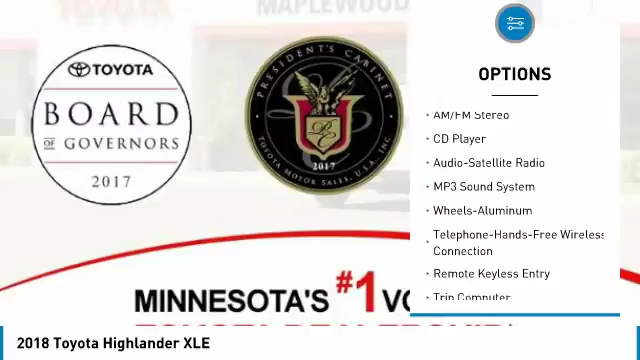 MAPLEWOOD
TOYOTA
BOARD
OF GOVERNORS
2017
PRESIDENT'S CABINET
2017
TOYOTA MOTOR SALES, U.S.A., INC.
MINNESOTA'S #1
OPTIONS
AM/FM Stereo
CD Player
Audio-Satellite Radio
MP3 Sound System
Wheels-Aluminum
Telephone-Hands-Free Wireless
Connection
Remote Keyless Entry
Trip Computer
2018 Toyota Highlander XLE